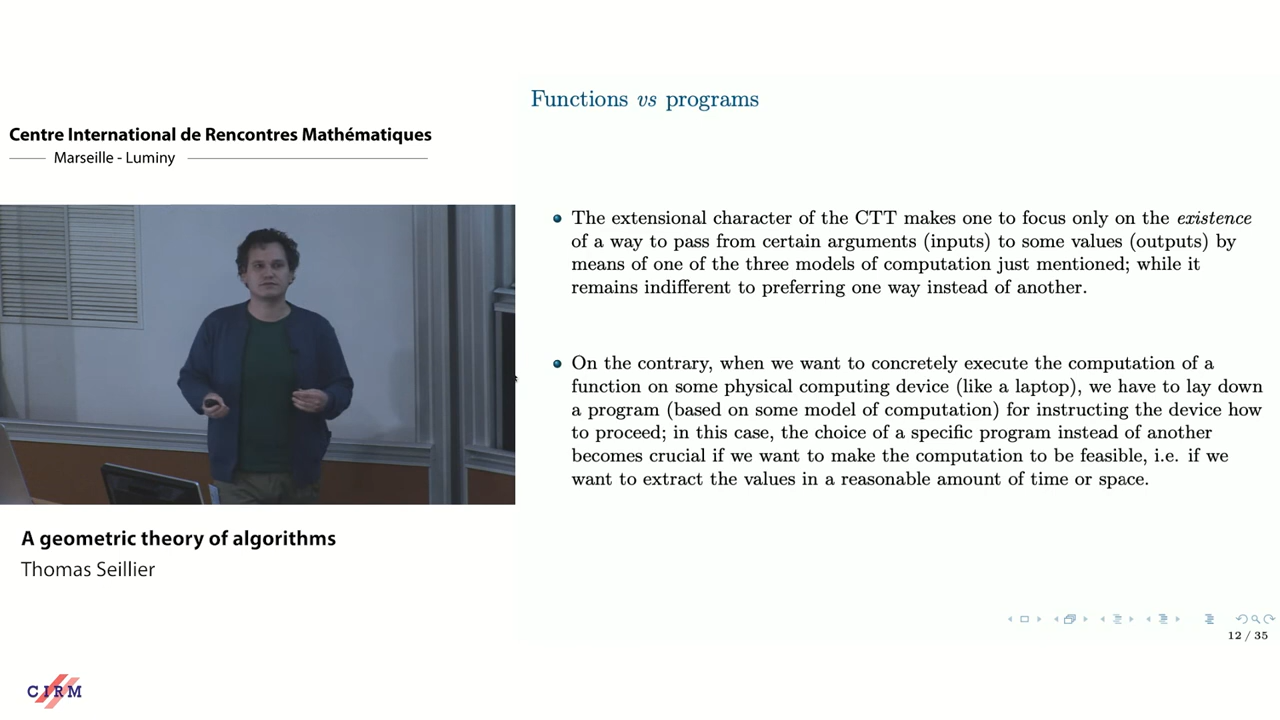 Centre International de Rencontres Mathématiques
Marseille - Luminy
A geometric theory of algorithms
Thomas Seillier
CIRM
Functions vs programs
The extensional character of the CTT makes one to focus only on the existence
of a way to pass from certain arguments (inputs) to some values (outputs) by
means of one of the three models of computation just mentioned; while it
remains indifferent to preferring one way instead of another.
On the contrary, when we want to concretely execute the computation of a
function on some physical computing device (like a laptop), we have to lay down
a program (based on some model of computation) for instructing the device how
to proceed; in this case, the choice of a specific program instead of another
becomes crucial if we want to make the computation to be feasible, i.e. if we
want to extract the values in a reasonable amount of time or space.
12 / 35